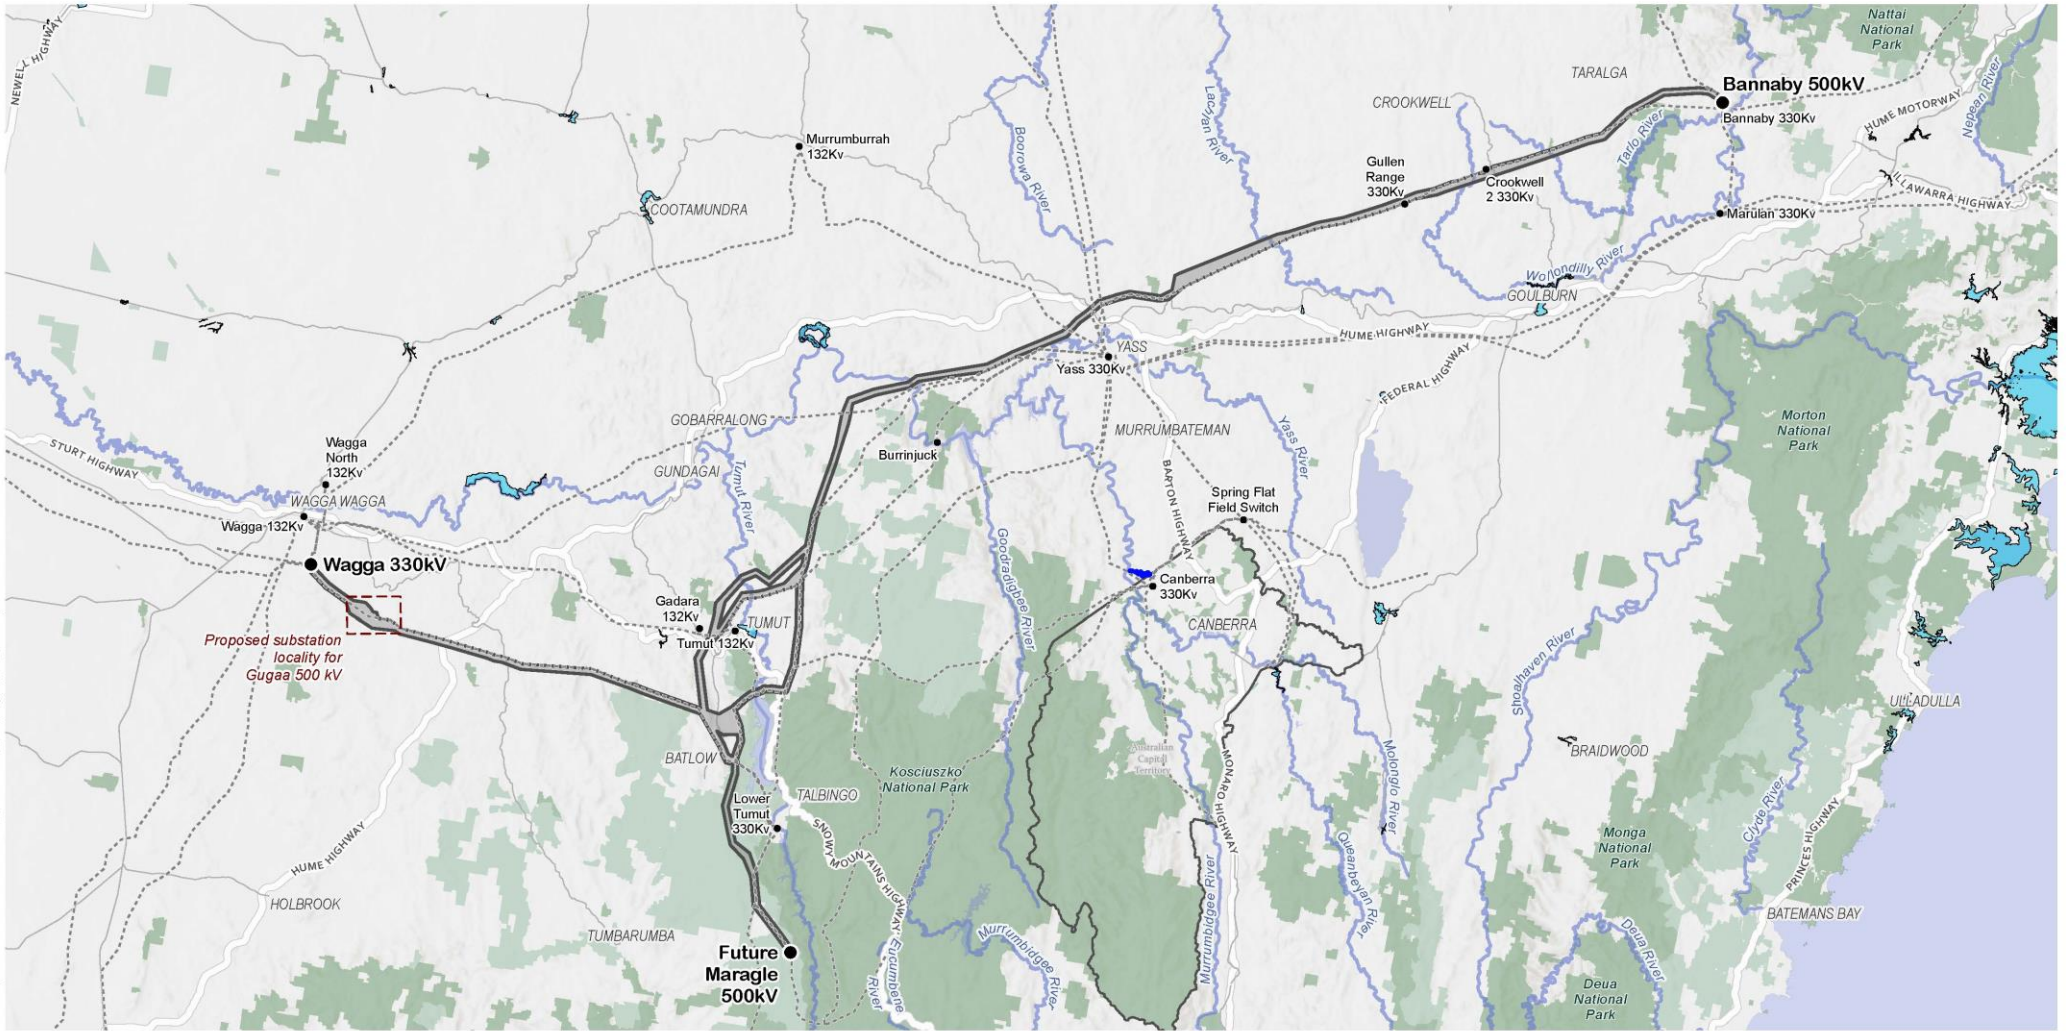 NEWELL HIGHWAY
Nattai
National
Park
TARALGA
Bannaby 500kV
Bannaby 330Kv
CROOKWELL
HUME MOTORWAY
Nepean River
Lachlan River
Boorowa River
Tarlo River
Murrumburrah
132Kv
Gullen
Range
330Kv
Crookwell
2 330Kv
ILLAWARRA HIGHWAY
COOTAMUNDRA
Marulan 330Kv
Wollondilly River
GOULBURN
HUME HIGHWAY
YASS
Yass 330Kv
FEDERAL HIGHWAY
GOBARRALONG
MURRUMBATEMAN
Yass River
Morton
National
Park
STURT HIGHWAY
Wagga
North
132Kv
Burrinjuck
GUNDAGAI
Tumut River
BARTON HIGHWAY
Spring Flat
Field Switch
WAGGA WAGGA
Wagga 132Kv
Wagga 330kV
Goodradigbee River
Canberra
330Kv
Gadara
132Kv
TUMUT
Tumut 132Kv
CANBERRA
Proposed substation
locality for
Gugaa 500 kV
Shoalhaven River
ULLADULLA
BATLOW
Australian
Capital
Territory
MONARO HIGHWAY
Molonglo River
BRAIDWOOD
Kosciuszko
National Park
Lower
Tumut
330Kv
TALBINGO
SNOWY MOUNTAINS HIGHWAY
Clyde River
PRINCES HIGHWAY
Monga
National
Park
HUME HIGHWAY
Queanbeyan River
Murrumbidgee River
HOLBROOK
BATEMANS BAY
TUMBARUMBA
Murrumbidgee River
Eucumbene
River
Deua River
Future
Maragle
500kV
Deua
National
Park